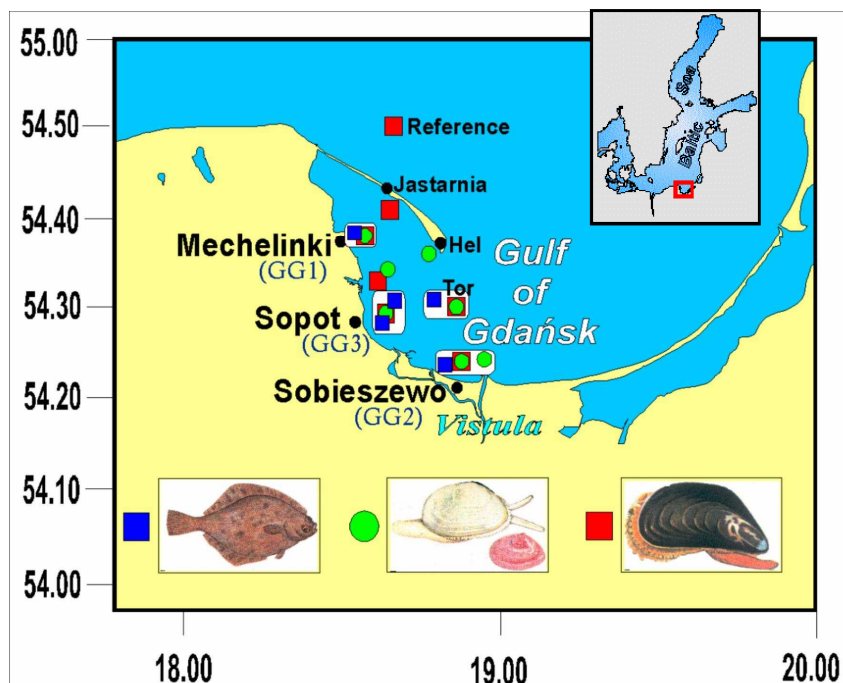 55.00
54.50
54.40
54.30
54.20
54.10
54.00
Baltic Sea
Reference
Jastarnia
Mechelinki
(GG1)
Hel
Gulf
of
Gdańsk
Tor
Sopot
(GG3)
Sobieszewo
(GG2)
Vistula
18.00
19.00
20.00